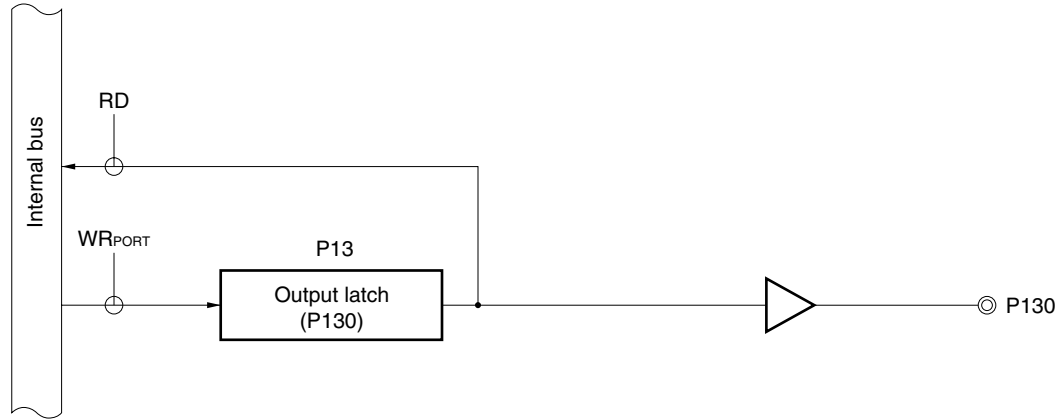 RD
Internal bus
WRPORT
P13
Output latch
(P130)
P130